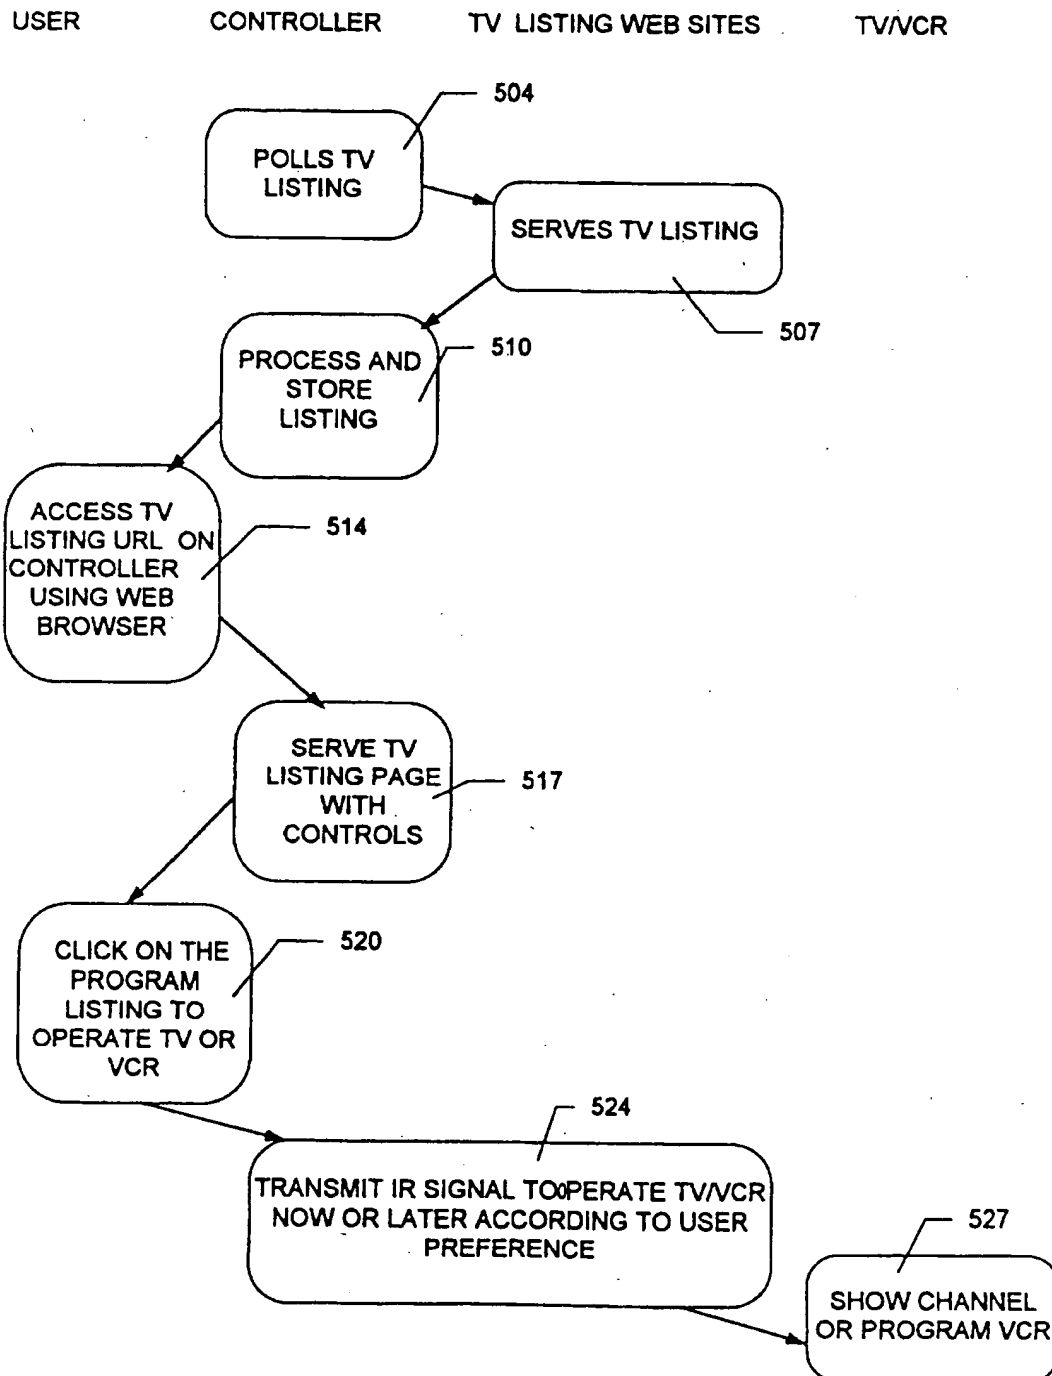 USER CONTROLLER TV LISTING WEB SITES TV/VCR
504
POLLS TV
LISTING
SERVES TV LISTING
507
510
PROCESS AND
STORE
LISTING
ACCESS TV
LISTING URL ON
CONTROLLER
USING WEB
BROWSER
514
SERVE TV
LISTING PAGE
WITH
CONTROLS
517
CLICK ON THE
PROGRAM
LISTING TO
OPERATE TV OR
VCR
520
524
TRANSMIT IR SIGNAL TO OPERATE TV/VCR
NOW OR LATER ACCORDING TO USER
PREFERENCE
527
SHOW CHANNEL
OR PROGRAM VCR